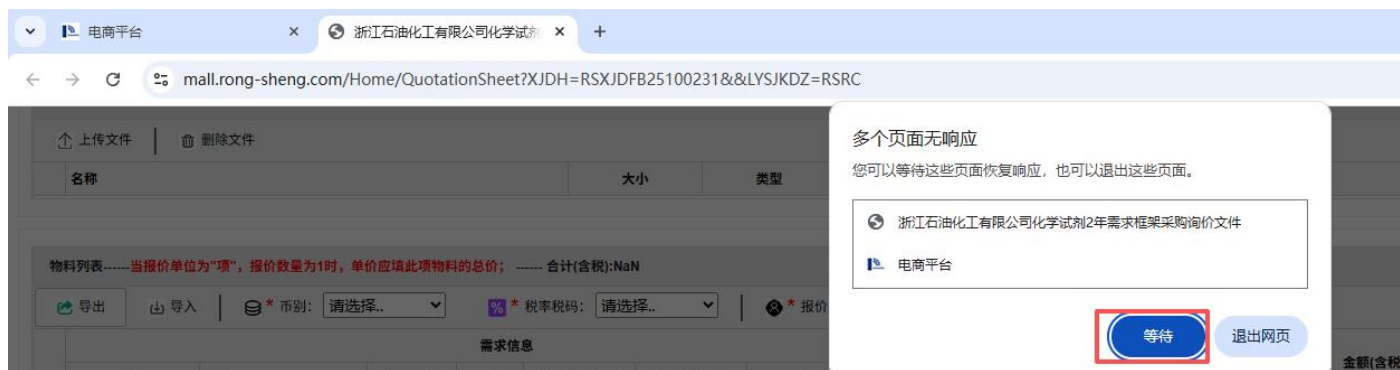 电商平台
浙江石油化工有限公司化学试剂
mall.rong-sheng.com/Home/QuotationSheet?XJDH=RSXJDFB25100231&&LYSJKDZ=RSRC
上传文件 删除文件
名称 大小 类型
物料列表------当报价单位为"项"，报价数量为1时，单价应填此项物料的总价； ------ 合计(含税):NaN
导出 导入 * 币别: 请选择.. % * 税率税码: 请选择.. * 报价
需求信息
金额(含税
多个页面无响应
您可以等待这些页面恢复响应，也可以退出这些页面。
浙江石油化工有限公司化学试剂2年需求框架采购询价文件
电商平台
等待 退出网页